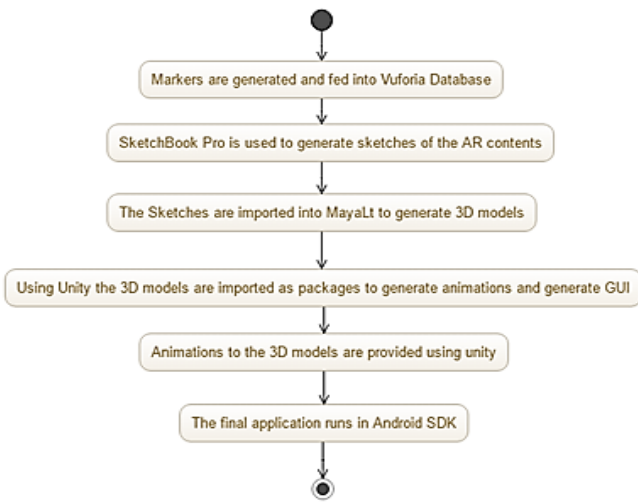 Markers are generated and fed into Vuforia Database
SketchBook Pro is used to generate sketches of the AR contents
The Sketches are imported into MayaLt to generate 3D models
Using Unity the 3D models are imported as packages to generate animations and generate GUI
Animations to the 3D models are provided using unity
The final application runs in Android SDK